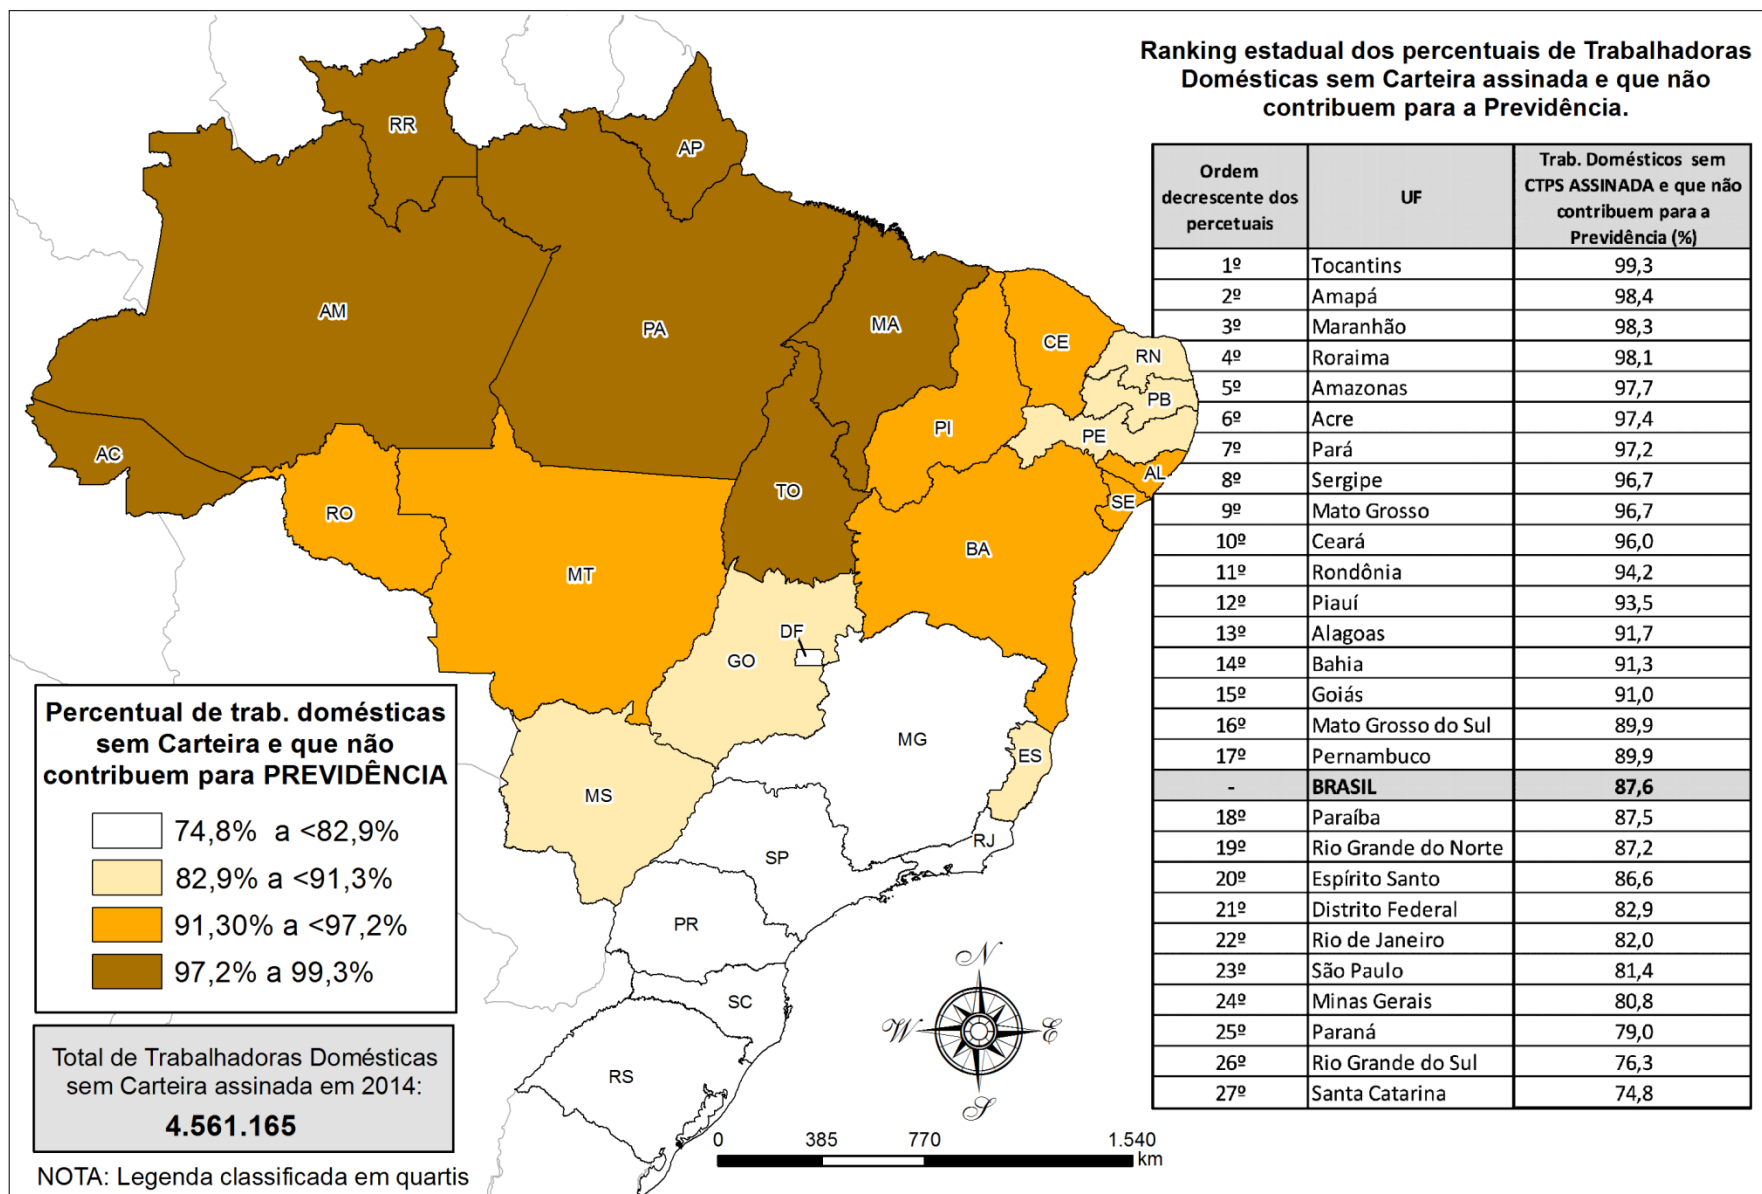 Ranking estadual dos percentuais de Trabalhadoras
Domésticas sem Carteira assinada e que não
contribuem para a Previdência.
Ordem decrescente dos percetuais UF Trab. Domésticos sem CTPS ASSINADA e que não contribuem para a Previdência (%)
1º Tocantins 99,3
2º Amapá 98,4
3º Maranhão 98,3
4º Roraima 98,1
5º Amazonas 97,7
6º Acre 97,4
7º Pará 97,2
8º Sergipe 96,7
9º Mato Grosso 96,7
10º Ceará 96,0
11º Rondônia 94,2
12º Piauí 93,5
13º Alagoas 91,7
14º Bahia 91,3
15º Goiás 91,0
16º Mato Grosso do Sul 89,9
17º Pernambuco 89,9
- BRASIL 87,6
18º Paraíba 87,5
19º Rio Grande do Norte 87,2
20º Espírito Santo 86,6
21º Distrito Federal 82,9
22º Rio de Janeiro 82,0
23º São Paulo 81,4
24º Minas Gerais 80,8
25º Paraná 79,0
26º Rio Grande do Sul 76,3
27º Santa Catarina 74,8
RR
AP
AM
PA
MA
CE
RN
PB
PI
PE
AC
AL
TO
SE
RO
BA
MT
DF
GO
MG
ES
MS
RJ
SP
PR
SC
RS
Percentual de trab. domésticas
sem Carteira e que não
contribuem para PREVIDÊNCIA
74,8% a <82,9%
82,9% a <91,3%
91,30% a <97,2%
97,2% a 99,3%
Total de Trabalhadoras Domésticas
sem Carteira assinada em 2014:
4.561.165
NOTA: Legenda classificada em quartis
N
W E
S
0 385 770 1.540
km